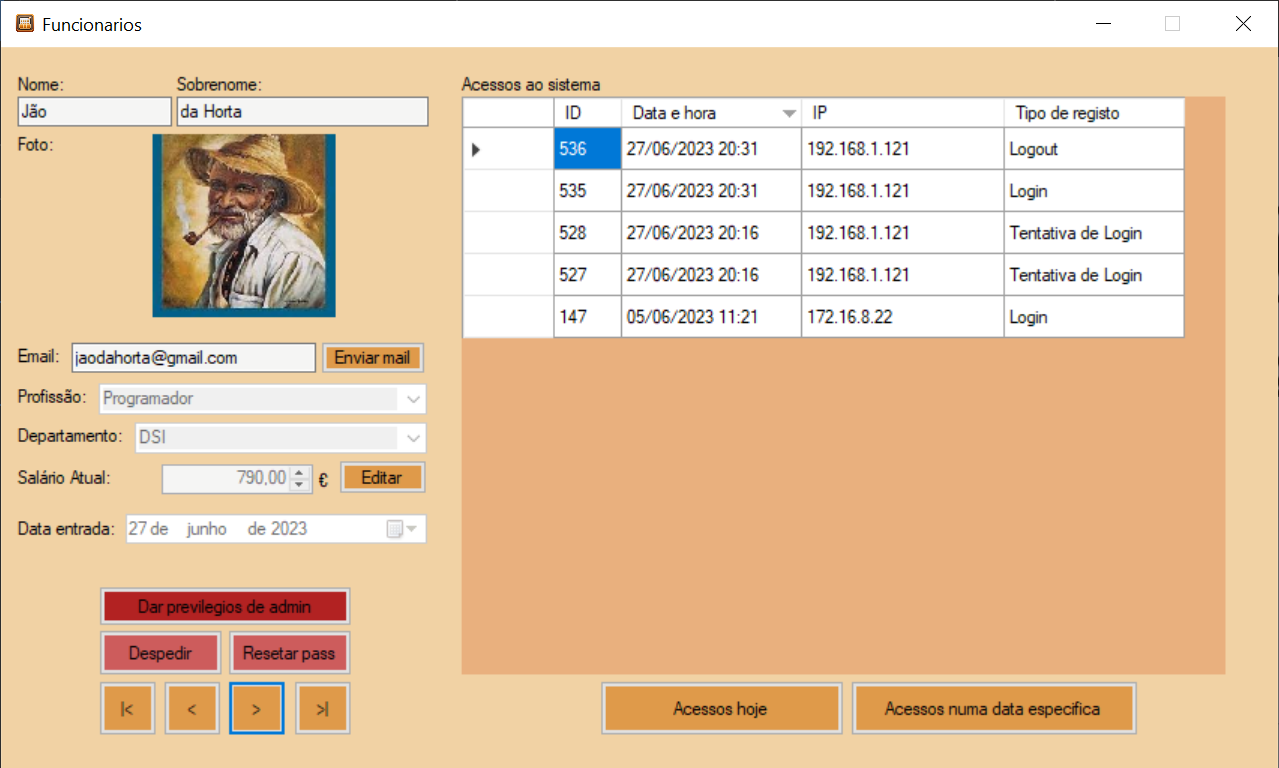 Funcionarios
Nome: Sobrenome:
Jão da Horta
Foto:
Email: jaodahorta@gmail.com Enviar mail
Profissão: Programador
Departamento: DSI
Salário Atual: 790,00 € Editar
Data entrada: 27 de junho de 2023
Dar previlegios de admin
Despedir Resetar pass
|< < > >|
Acessos ao sistema
ID Data e hora IP Tipo de registo
536 27/06/2023 20:31 192.168.1.121 Logout
535 27/06/2023 20:31 192.168.1.121 Login
528 27/06/2023 20:16 192.168.1.121 Tentativa de Login
527 27/06/2023 20:16 192.168.1.121 Tentativa de Login
147 05/06/2023 11:21 172.16.8.22 Login
Acessos hoje Acessos numa data especifica